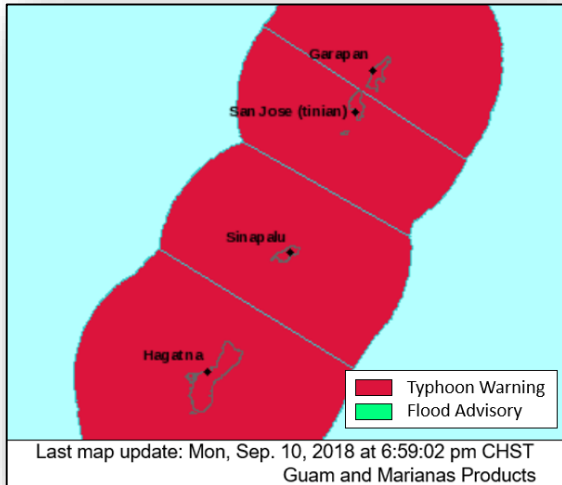 Garapan
San Jose (tinian)
Sinapalu
Hagatna
Typhoon Warning
Flood Advisory
Last map update: Mon, Sep. 10, 2018 at 6:59:02 pm CHST
Guam and Marianas Products